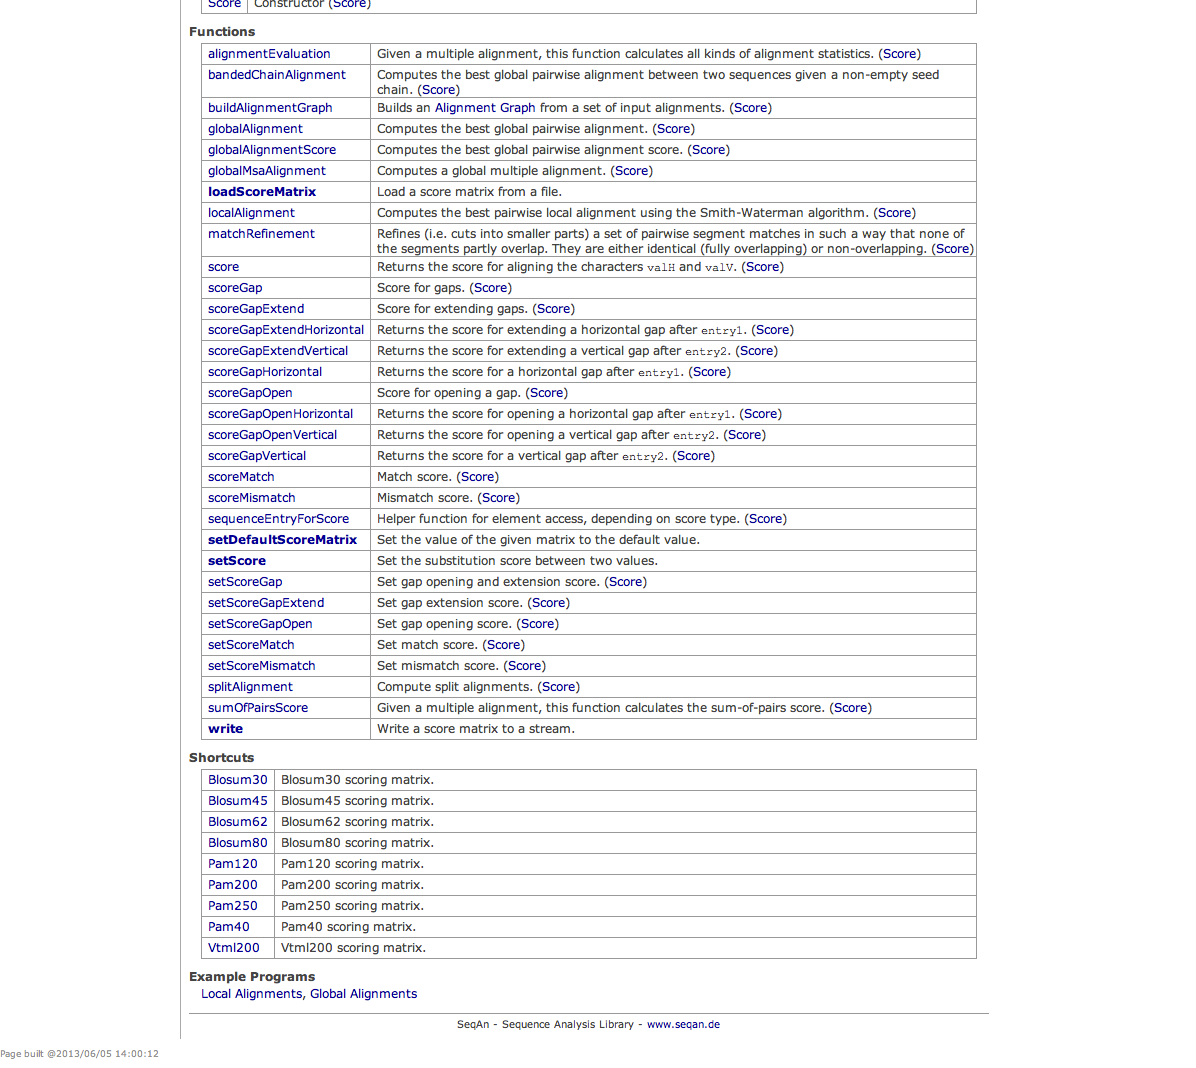 Score Constructor (Score)
Functions
alignmentEvaluation Given a multiple alignment, this function calculates all kinds of alignment statistics. (Score)
bandedChainAlignment Computes the best global pairwise alignment between two sequences given a non-empty seed
chain. (Score)
buildAlignmentGraph Builds an Alignment Graph from a set of input alignments. (Score)
globalAlignment Computes the best global pairwise alignment. (Score)
globalAlignmentScore Computes the best global pairwise alignment score. (Score)
globalMsaAlignment Computes a global multiple alignment. (Score)
loadScoreMatrix Load a score matrix from a file.
localAlignment Computes the best pairwise local alignment using the Smith-Waterman algorithm. (Score)
matchRefinement Refines (i.e. cuts into smaller parts) a set of pairwise segment matches in such a way that none of
the segments partly overlap. They are either identical (fully overlapping) or non-overlapping. (Score)
score Returns the score for aligning the characters valH and valV. (Score)
scoreGap Score for gaps. (Score)
scoreGapExtend Score for extending gaps. (Score)
scoreGapExtendHorizontal Returns the score for extending a horizontal gap after entry1. (Score)
scoreGapExtendVertical Returns the score for extending a vertical gap after entry2. (Score)
scoreGapHorizontal Returns the score for a horizontal gap after entry1. (Score)
scoreGapOpen Score for opening a gap. (Score)
scoreGapOpenHorizontal Returns the score for opening a horizontal gap after entry1. (Score)
scoreGapOpenVertical Returns the score for opening a vertical gap after entry2. (Score)
scoreGapVertical Returns the score for a vertical gap after entry2. (Score)
scoreMatch Match score. (Score)
scoreMismatch Mismatch score. (Score)
sequenceEntryForScore Helper function for element access, depending on score type. (Score)
setDefaultScoreMatrix Set the value of the given matrix to the default value.
setScore Set the substitution score between two values.
setScoreGap Set gap opening and extension score. (Score)
setScoreGapExtend Set gap extension score. (Score)
setScoreGapOpen Set gap opening score. (Score)
setScoreMatch Set match score. (Score)
setScoreMismatch Set mismatch score. (Score)
splitAlignment Compute split alignments. (Score)
sumOfPairsScore Given a multiple alignment, this function calculates the sum-of-pairs score. (Score)
write Write a score matrix to a stream.
Shortcuts
Blosum30 Blosum30 scoring matrix.
Blosum45 Blosum45 scoring matrix.
Blosum62 Blosum62 scoring matrix.
Blosum80 Blosum80 scoring matrix.
Pam120 Pam120 scoring matrix.
Pam200 Pam200 scoring matrix.
Pam250 Pam250 scoring matrix.
Pam40 Pam40 scoring matrix.
Vtml200 Vtml200 scoring matrix.
Example Programs
Local Alignments, Global Alignments
SeqAn - Sequence Analysis Library - www.seqan.de
Page built @2013/06/05 14:00:12